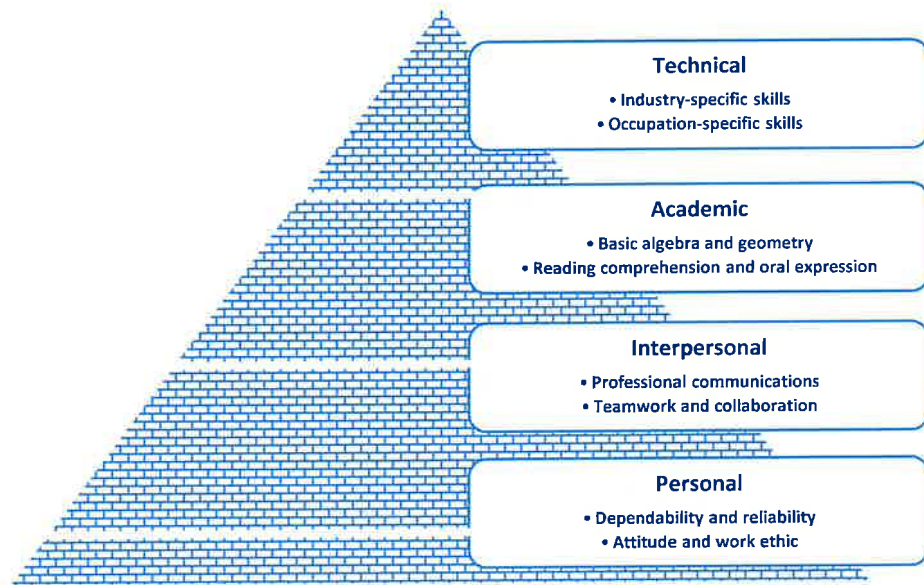 Technical
• Industry-specific skills
• Occupation-specific skills
Academic
• Basic algebra and geometry
• Reading comprehension and oral expression
Interpersonal
• Professional communications
• Teamwork and collaboration
Personal
• Dependability and reliability
• Attitude and work ethic